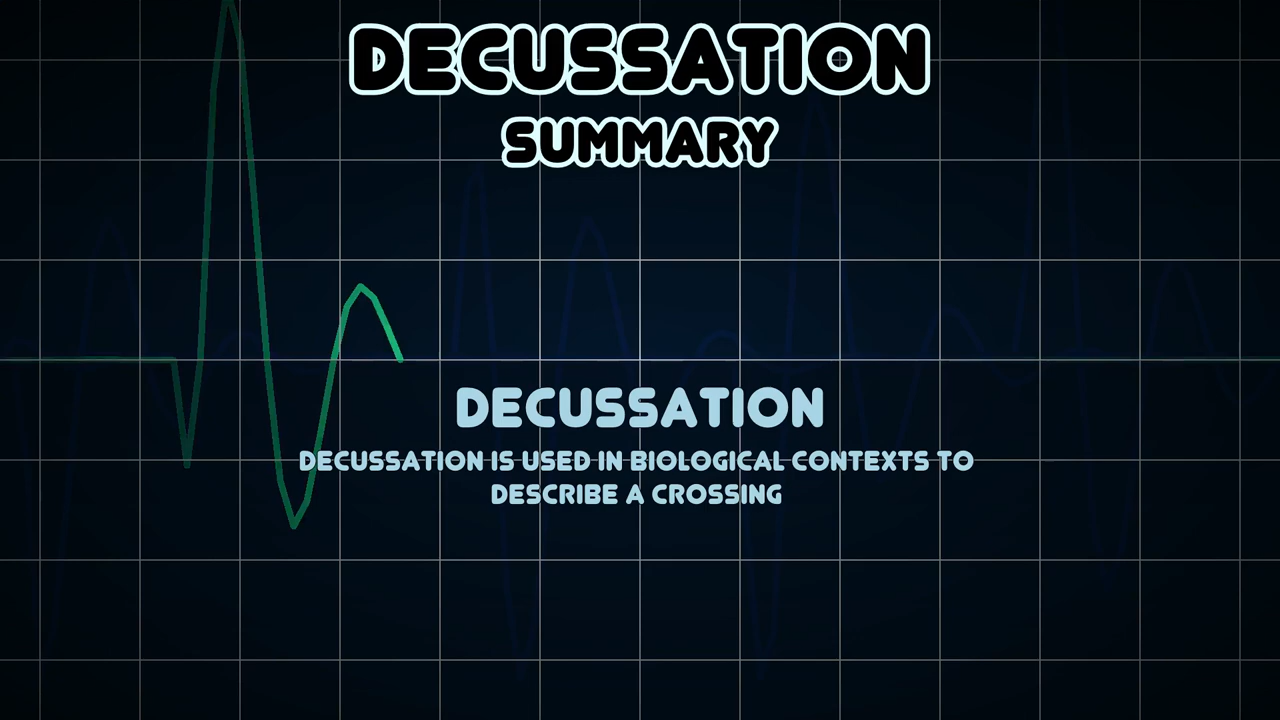 DECUSSATION
SUMMARY
DECUSSATION
DECUSSATION IS USED IN BIOLOGICAL CONTEXTS TO
DESCRIBE A CROSSING